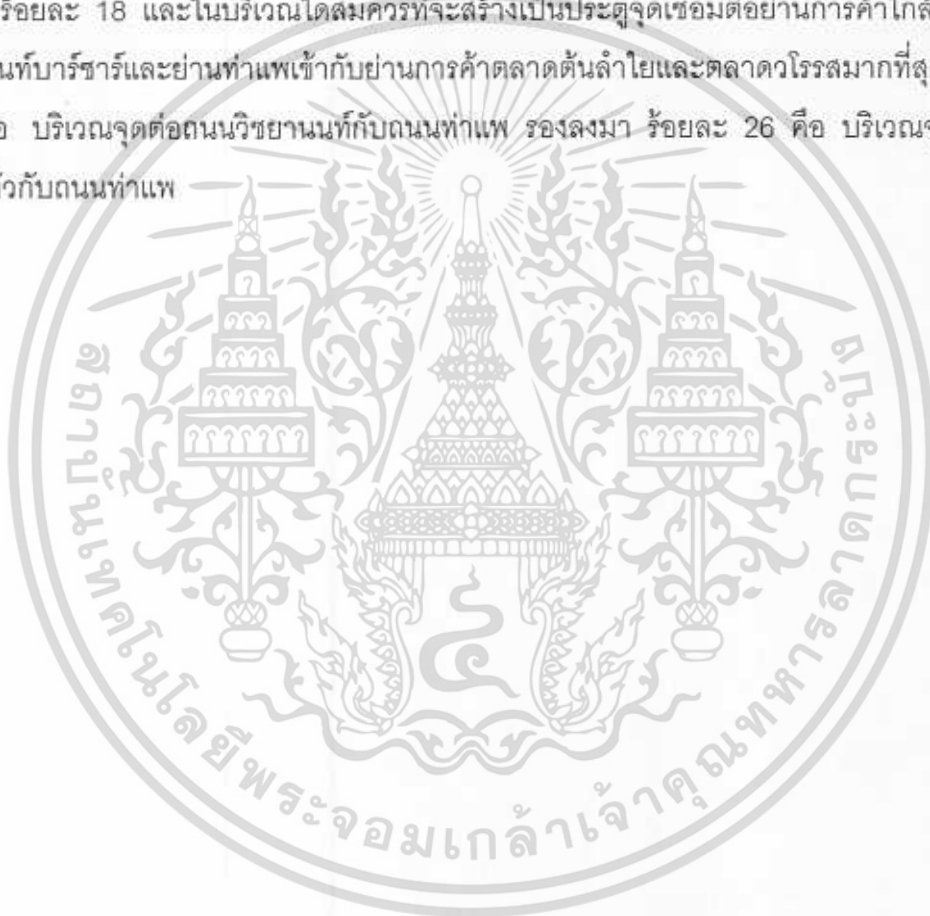 ร้อยละ 18 และในบริเวณใดสมควรที่จะสร้างเป็นประตูจุดเชื่อมต่อย่านการค้าใกล้
นท์บาร์ซาร์และย่านท่าแพเข้ากับย่านการค้าตลาดต้นลำไยและตลาดวโรรสมากที่สุ
อ บริเวณจุดต่อถนนวิชยานนท์กับถนนท่าแพ รองลงมา ร้อยละ 26 คือ บริเวณจ
กับถนนท่าแพ
สถาบันเทคโนโลยีพระจอมเกล้าเจ้าคุณทหารลาดกระบัง